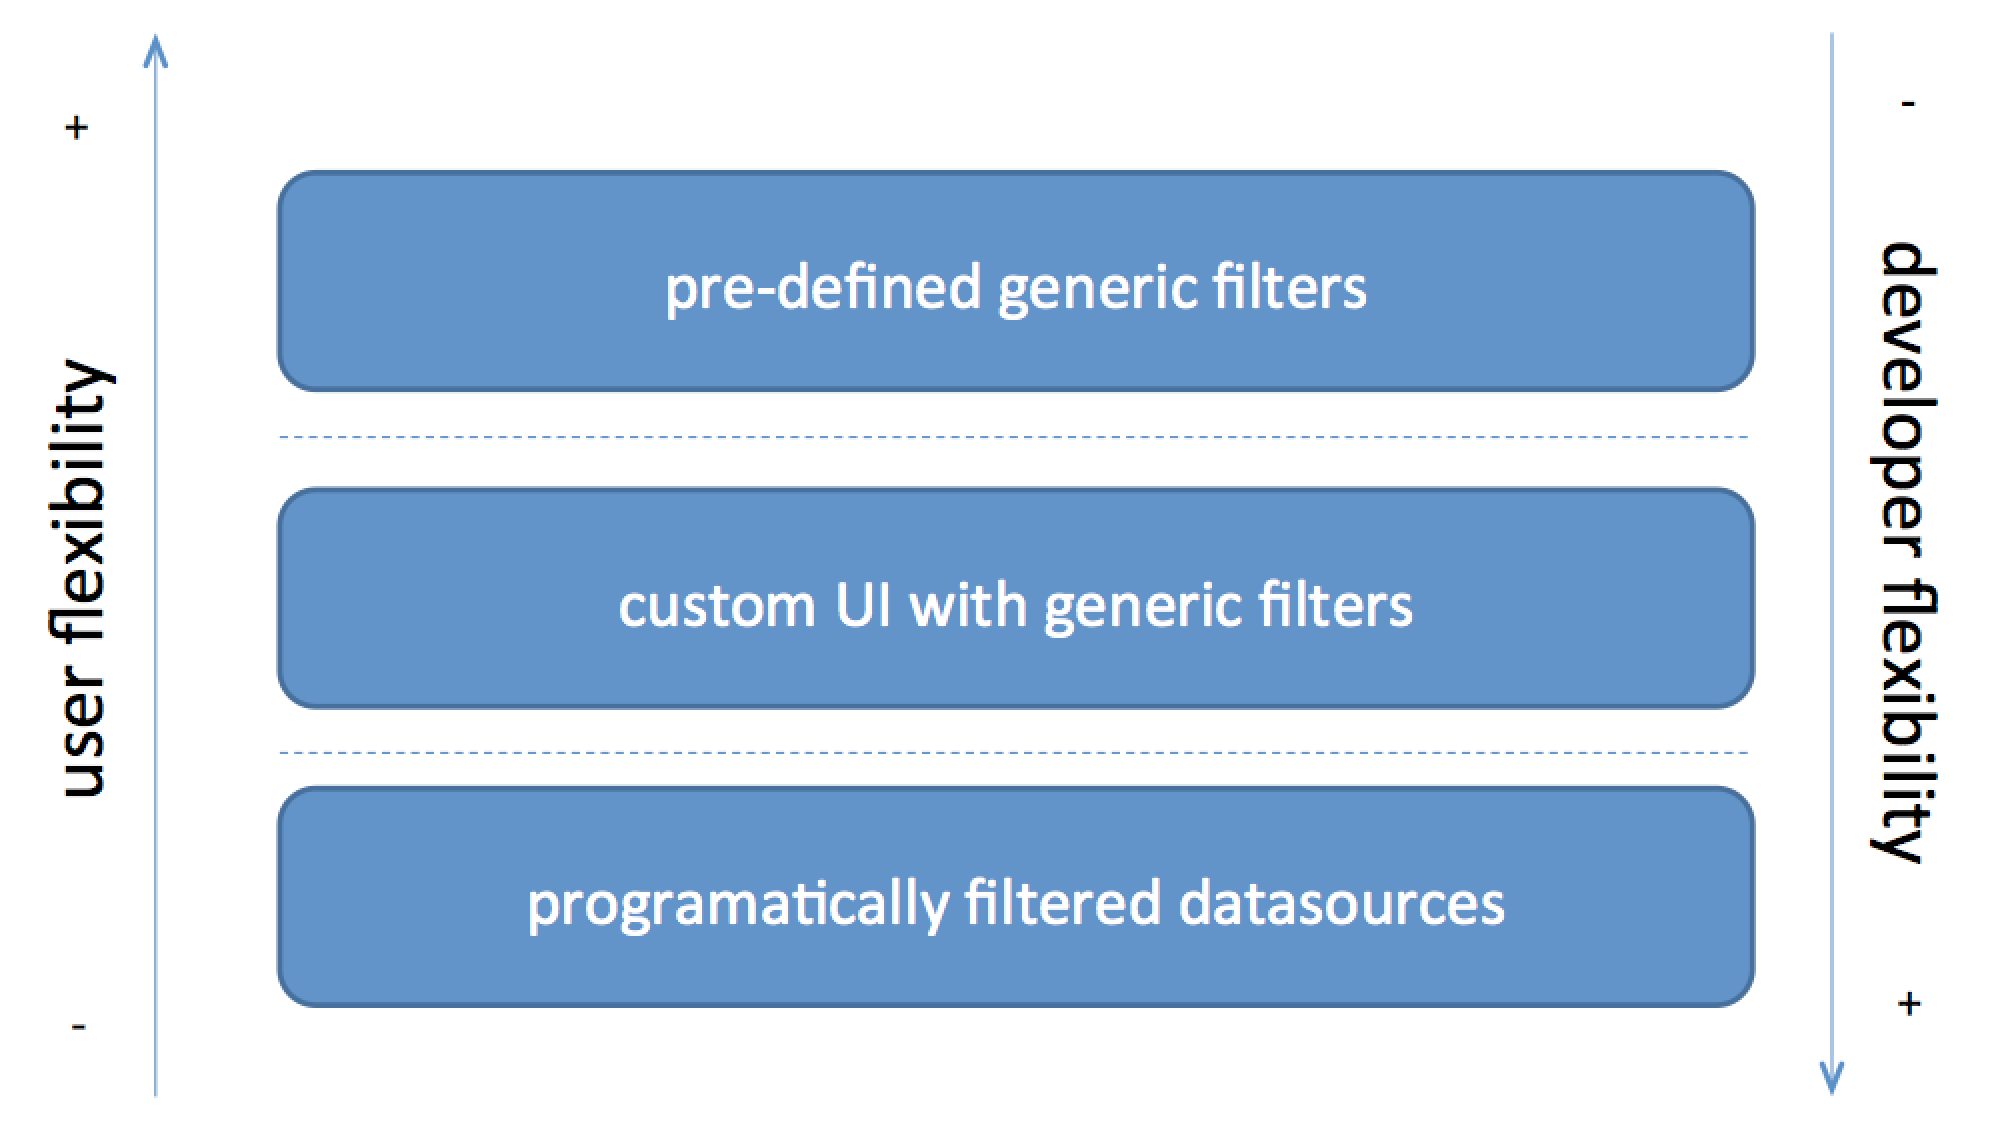 +
user flexibility
-
pre-defined generic filters
custom UI with generic filters
programatically filtered datasources
-
developer flexibility
+